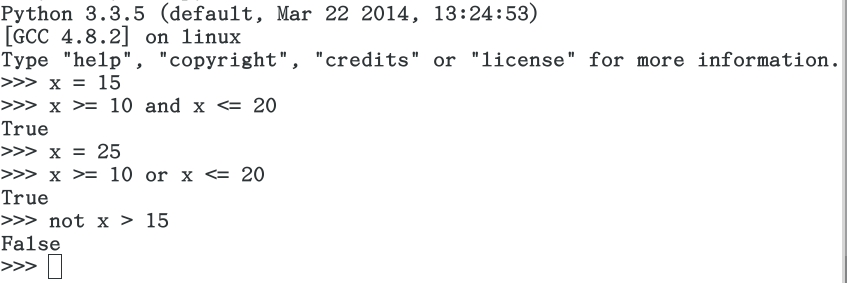 Python 3.3.5 (default, Mar 22 2014, 13:24:53)
[GCC 4.8.2] on linux
Type "help", "copyright", "credits" or "license" for more information.
>>> x = 15
>>> x >= 10 and x <= 20
True
>>> x = 25
>>> x >= 10 or x <= 20
True
>>> not x > 15
False
>>>